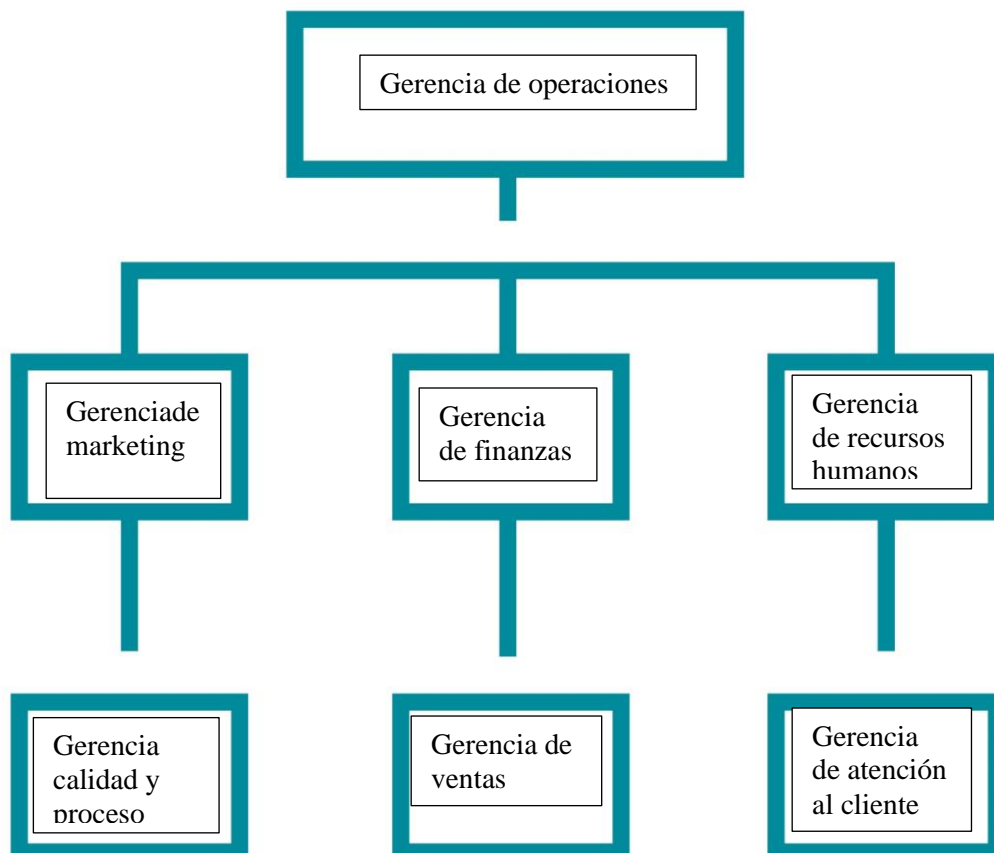 Gerencia de operaciones
Gerenciade
marketing
Gerencia
de finanzas
Gerencia
de recursos
humanos
Gerencia
calidad y
proceso
Gerencia de
ventas
Gerencia
de atención
al cliente